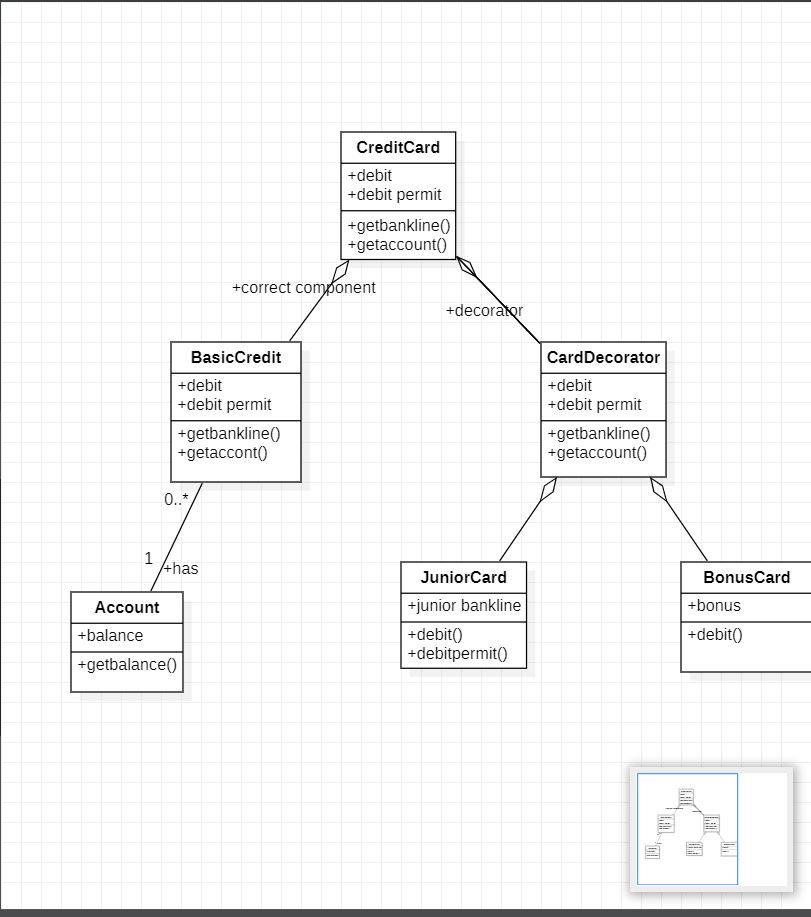 CreditCard
+debit
+debit permit
+getbankline()
+getaccount()
+correct component
+decorator
BasicCredit
+debit
+debit permit
+getbankline()
+getaccont()
CardDecorator
+debit
+debit permit
+getbankline()
+getaccount()
0..*
1
+has
Account
+balance
+getbalance()
JuniorCard
+junior bankline
+debit()
+debitpermit()
BonusCard
+bonus
+debit()